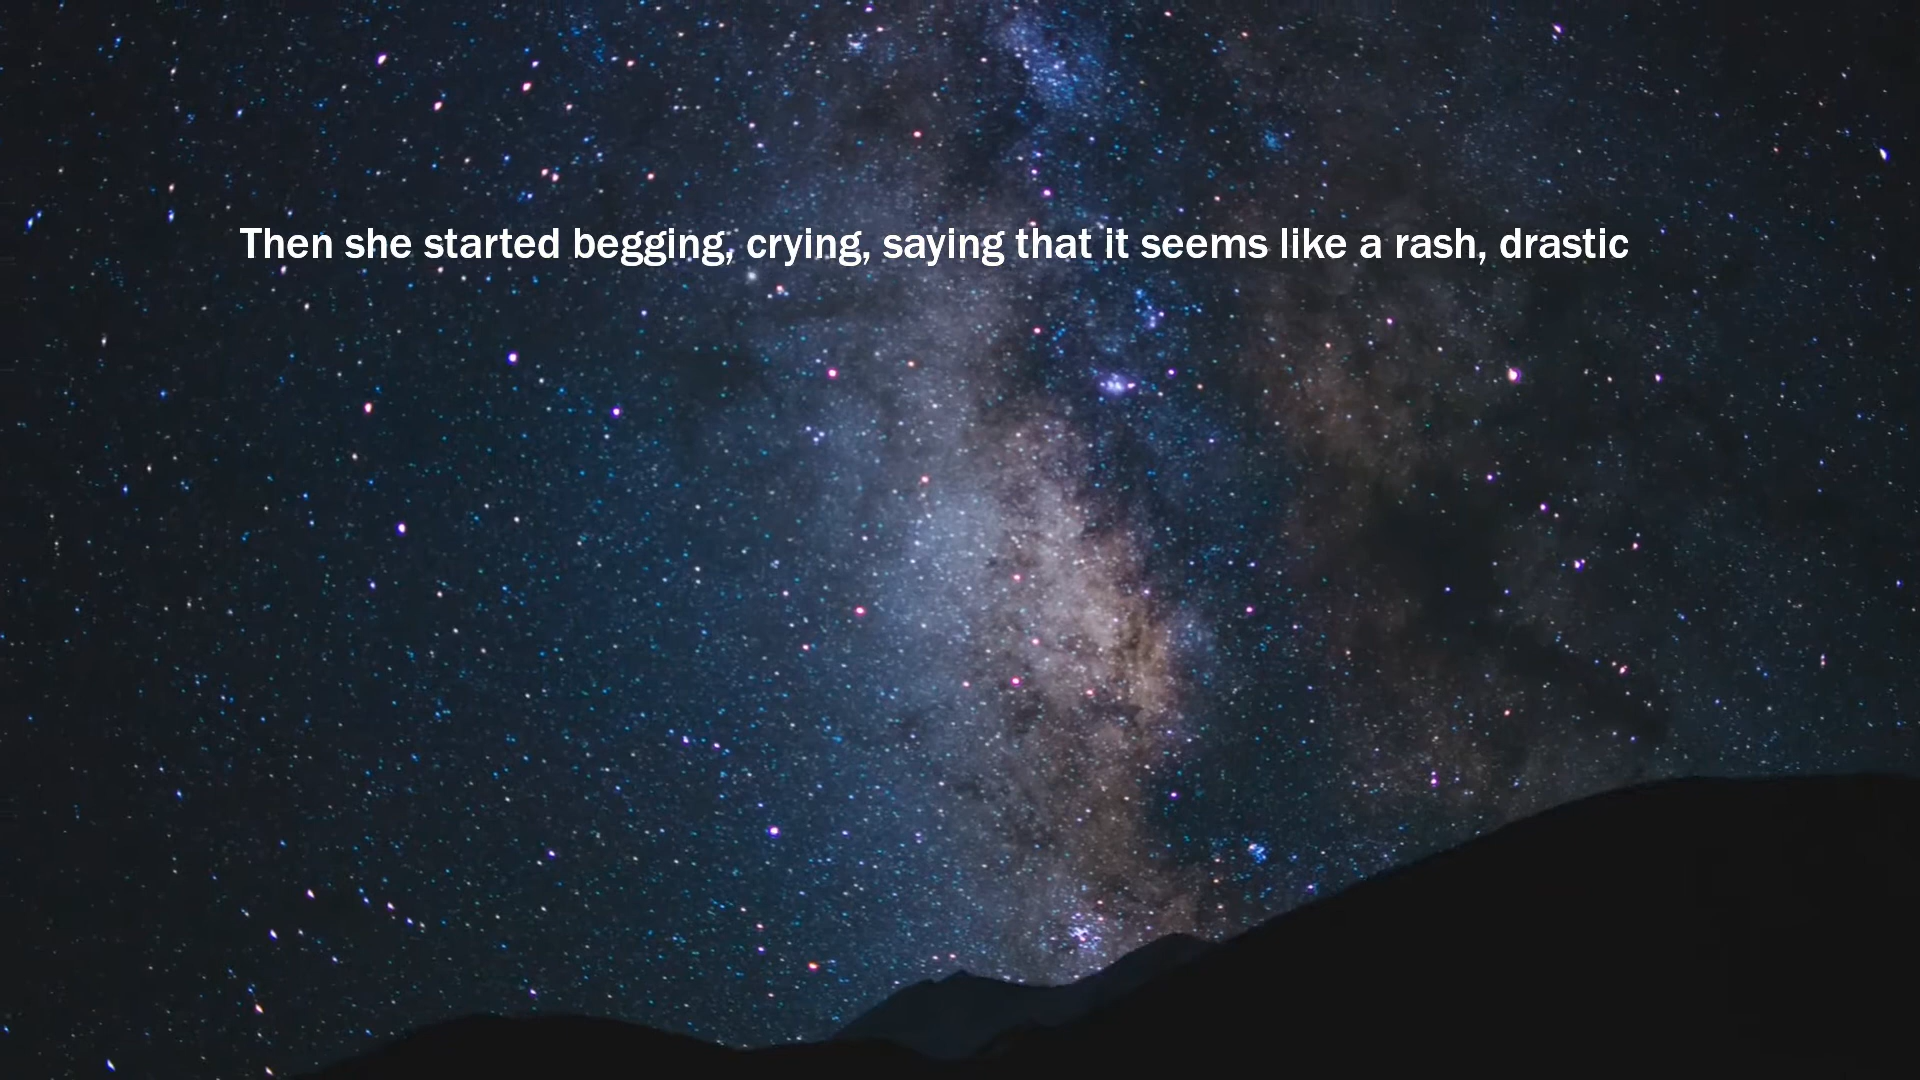 Then she started begging, crying, saying that it seems like a rash, drastic